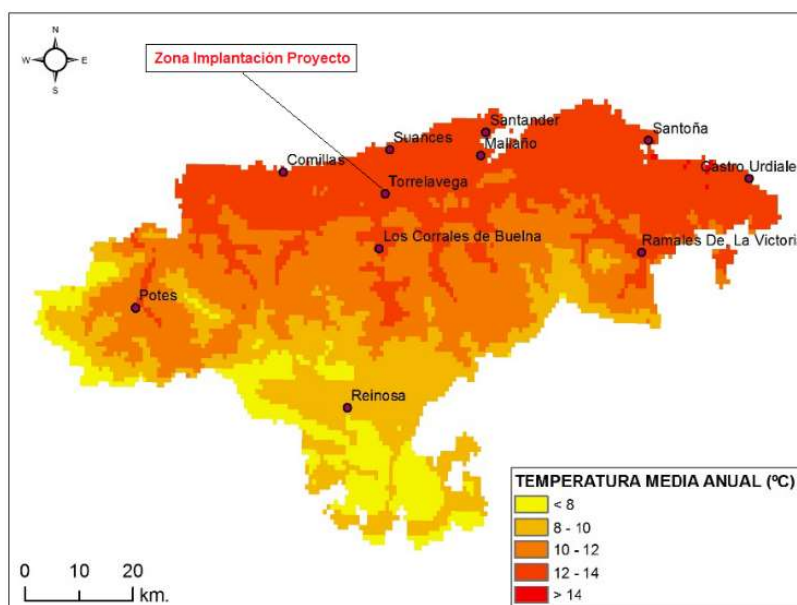 N
W E
S
Zona Implantación Proyecto
Santander
Suances
Santoña
Maliaño
Comillas
Castro Urdiale
Torrelavega
Los Corrales de Buelna
Ramales De, La Victori
Potes
Reinosa
TEMPERATURA MEDIA ANUAL (ºC)
< 8
8 - 10
10 - 12
12 - 14
> 14
0 10 20
km.